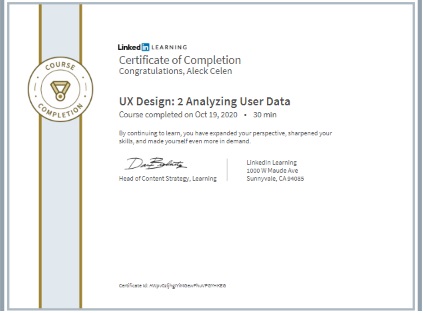 COURSE
COMPLETION
Linked in LEARNING
Certificate of Completion
Congratulations, Aleck Celen
UX Design: 2 Analyzing User Data
Course completed on Oct 19, 2020 • 30 min
By continuing to learn, you have expanded your perspective, sharpened your
skills, and made yourself even more in demand.
Head of Content Strategy, Learning
LinkedIn Learning
1000 W Maude Ave
Sunnyvale, CA 94085
Certificate Id: